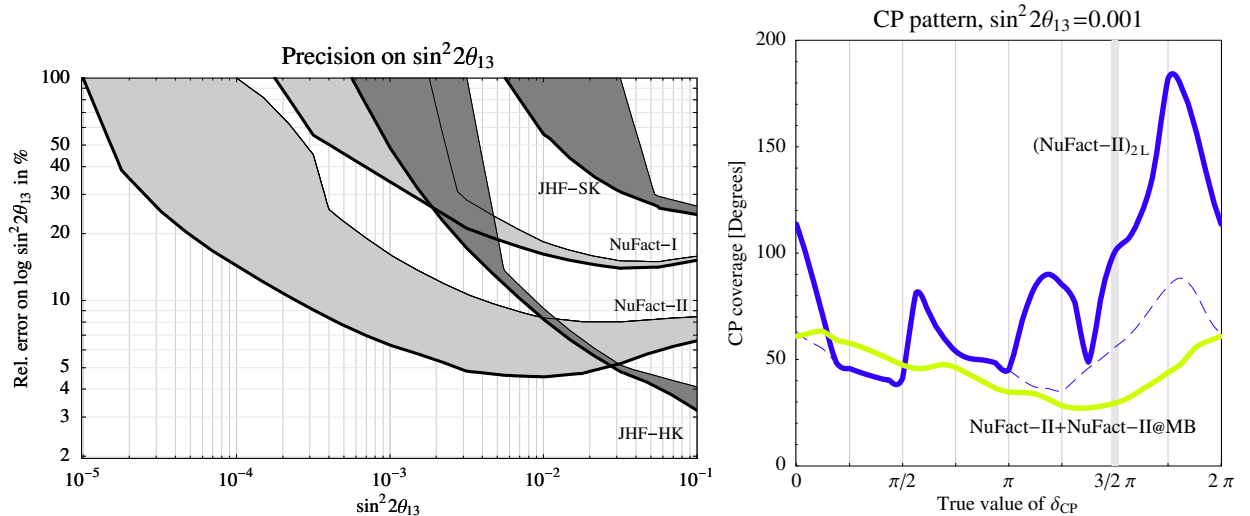 Precision on sin²2θ₁₃
100
50
40
30
20
10
5
4
3
2
Rel. error on log sin²2θ₁₃ in %
JHF−SK
NuFact−I
NuFact−II
JHF−HK
10⁻⁵ 10⁻⁴ 10⁻³ 10⁻² 10⁻¹
sin²2θ₁₃
CP pattern, sin²2θ₁₃=0.001
200
150
100
50
0
CP coverage [Degrees]
(NuFact−II)₂L
NuFact−II+NuFact−II@MB
0 π/2 π 3/2 π 2 π
True value of δCP